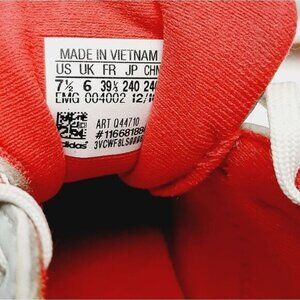 MADE IN VIETNAM
US UK FR JP CHN
7½ 6 39⅓ 240 240
EMG 004002 12/1
ART Q44710
#1166818
adidas 3VCWF8LS